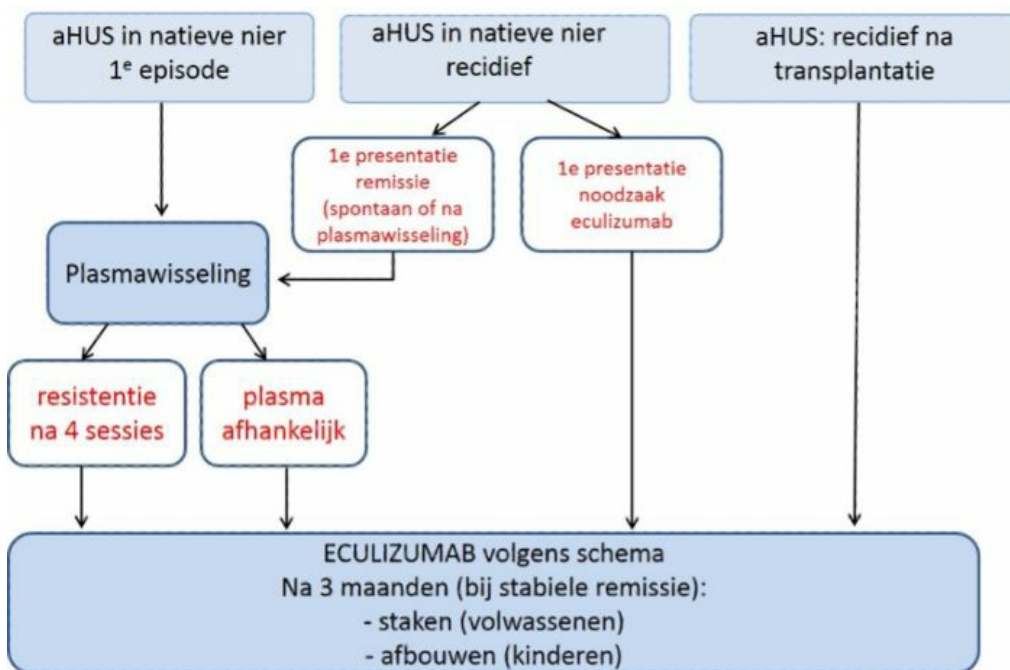 aHUS in natieve nier
1e episode
aHUS in natieve nier
recidief
aHUS: recidief na
transplantatie
1e presentatie
remissie
(spontaan of na
plasmawisseling)
1e presentatie
noodzaak
eculizumab
Plasmawisseling
resistentie
na 4 sessies
plasma
afhankelijk
ECULIZUMAB volgens schema
Na 3 maanden (bij stabiele remissie):
- staken (volwassenen)
- afbouwen (kinderen)